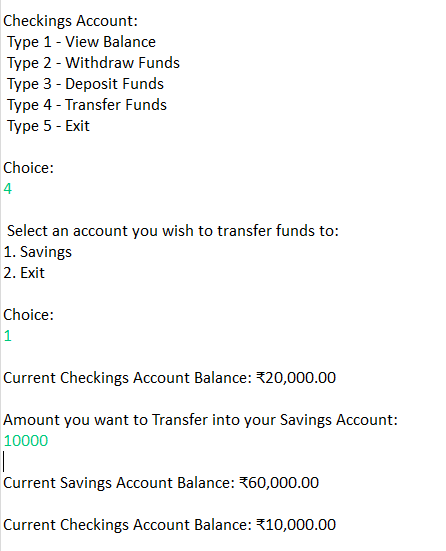 Checkings Account:
Type 1 - View Balance
Type 2 - Withdraw Funds
Type 3 - Deposit Funds
Type 4 - Transfer Funds
Type 5 - Exit
Choice:
4
Select an account you wish to transfer funds to:
1. Savings
2. Exit
Choice:
1
Current Checkings Account Balance: ₹20,000.00
Amount you want to Transfer into your Savings Account:
10000
Current Savings Account Balance: ₹60,000.00
Current Checkings Account Balance: ₹10,000.00